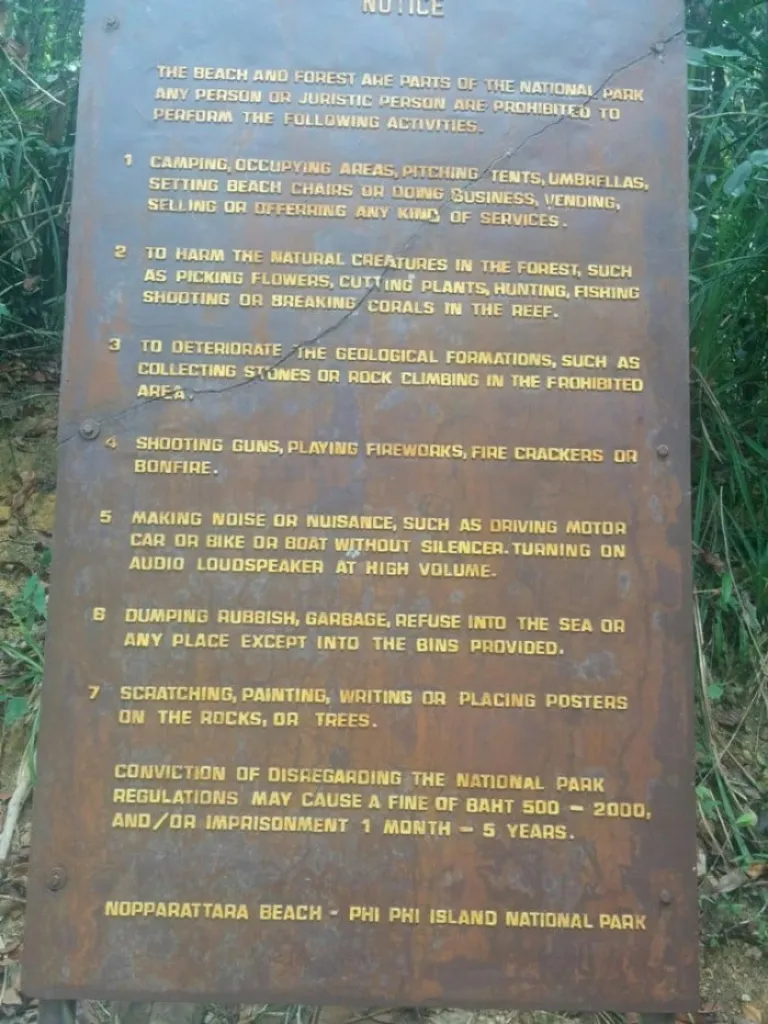 NOTICE
THE BEACH AND FOREST ARE PARTS OF THE NATIONAL PARK
ANY PERSON OR JURISTIC PERSON ARE PROHIBITED TO
PERFORM THE FOLLOWING ACTIVITIES.
1 CAMPING, OCCUPYING AREAS, PITCHING TENTS, UMBRELLAS,
SETTING BEACH CHAIRS OR DOING BUSINESS, VENDING,
SELLING OR OFFERRING ANY KIND OF SERVICES.
2 TO HARM THE NATURAL CREATURES IN THE FOREST, SUCH
AS PICKING FLOWERS, CUTTING PLANTS, HUNTING, FISHING
SHOOTING OR BREAKING CORALS IN THE REEF.
3 TO DETERIORATE THE GEOLOGICAL FORMATIONS, SUCH AS
COLLECTING STONES OR ROCK CLIMBING IN THE PROHIBITED
AREA.
4 SHOOTING GUNS, PLAYING FIREWORKS, FIRE CRACKERS OR
BONFIRE.
5 MAKING NOISE OR NUISANCE, SUCH AS DRIVING MOTOR
CAR OR BIKE OR BOAT WITHOUT SILENCER. TURNING ON
AUDIO LOUDSPEAKER AT HIGH VOLUME.
6 DUMPING RUBBISH, GARBAGE, REFUSE INTO THE SEA OR
ANY PLACE EXCEPT INTO THE BINS PROVIDED.
7 SCRATCHING, PAINTING, WRITING OR PLACING POSTERS
ON THE ROCKS, OR TREES.
CONVICTION OF DISREGARDING THE NATIONAL PARK
REGULATIONS MAY CAUSE A FINE OF BAHT 500 - 2000,
AND/OR IMPRISONMENT 1 MONTH - 5 YEARS.
NOPPARATTARA BEACH - PHI PHI ISLAND NATIONAL PARK